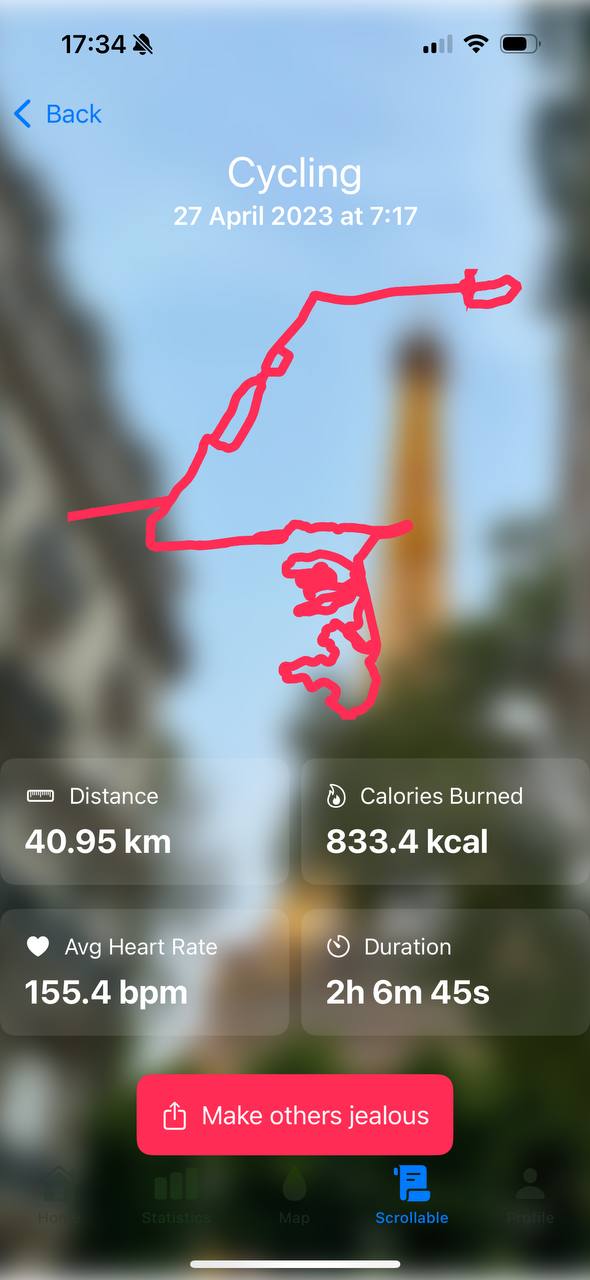 17:34
Back
Cycling
27 April 2023 at 7:17
Distance
40.95 km
Calories Burned
833.4 kcal
Avg Heart Rate
155.4 bpm
Duration
2h 6m 45s
Make others jealous
Home
Statistics
Map
Scrollable
Profile